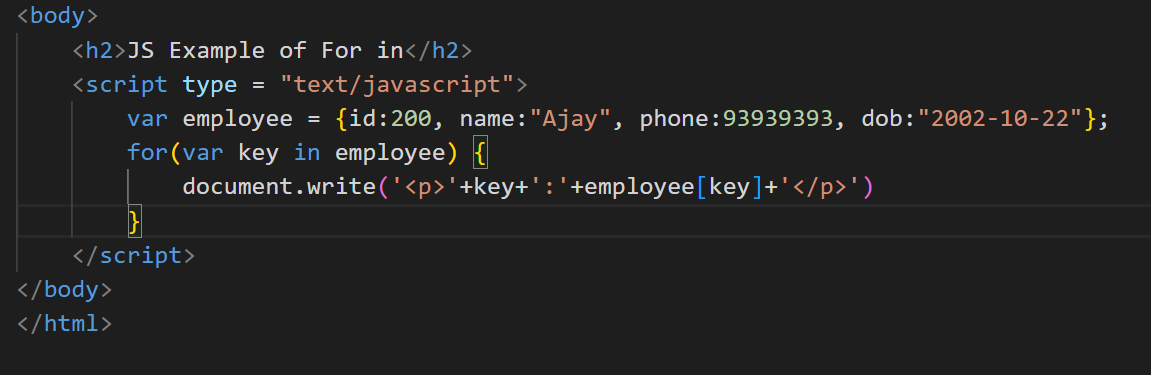 <body>
<h2>JS Example of For in</h2>
<script type = "text/javascript">
var employee = {id:200, name:"Ajay", phone:93939393, dob:"2002-10-22"};
for(var key in employee) {
document.write('<p>'+key+':'+employee[key]+'</p>')
}
</script>
</body>
</html>